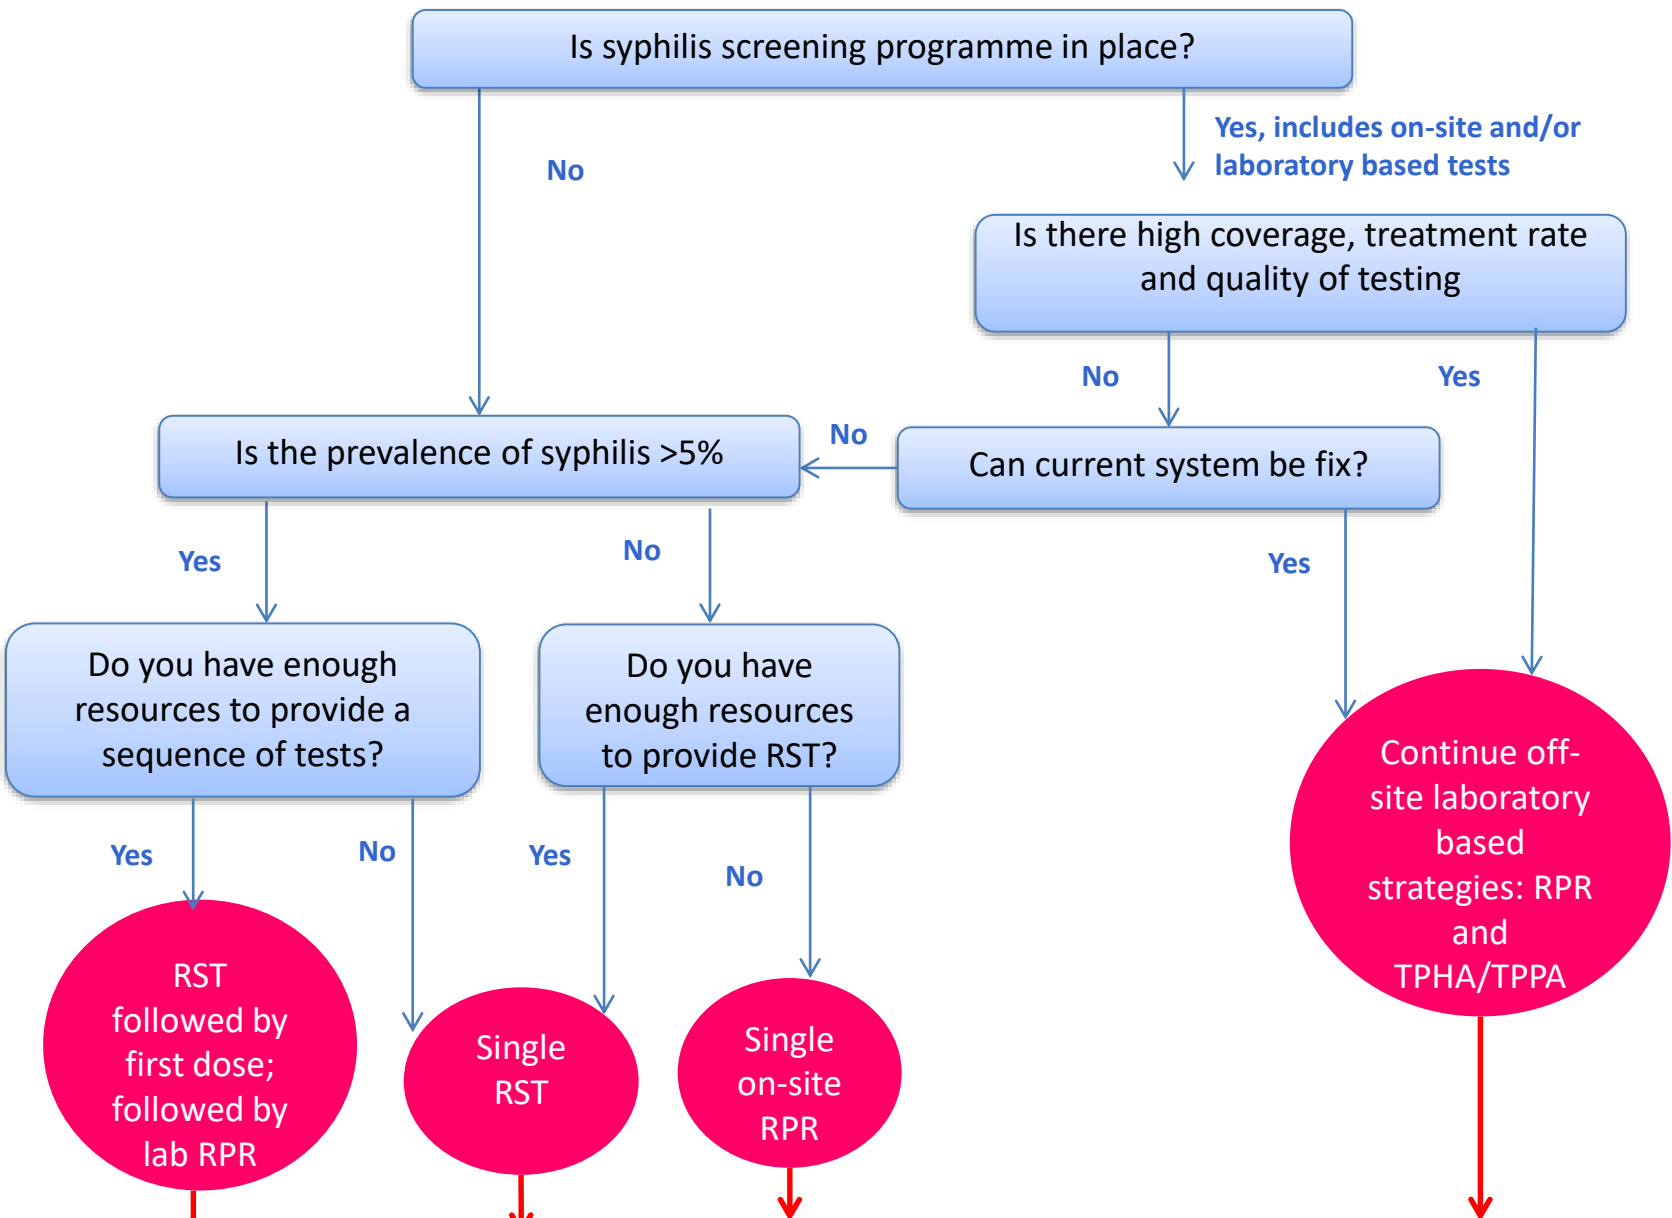 Is syphilis screening programme in place?
Yes, includes on-site and/or
laboratory based tests
No
Is there high coverage, treatment rate
and quality of testing
No
Yes
Is the prevalence of syphilis >5%
No
Can current system be fix?
Yes
No
Yes
Do you have enough
resources to provide a
sequence of tests?
Do you have
enough resources
to provide RST?
Yes
No
Yes
No
Continue off-
site laboratory
based
strategies: RPR
and
TPHA/TPPA
RST
followed by
first dose;
followed by
lab RPR
Single
RST
Single
on-site
RPR